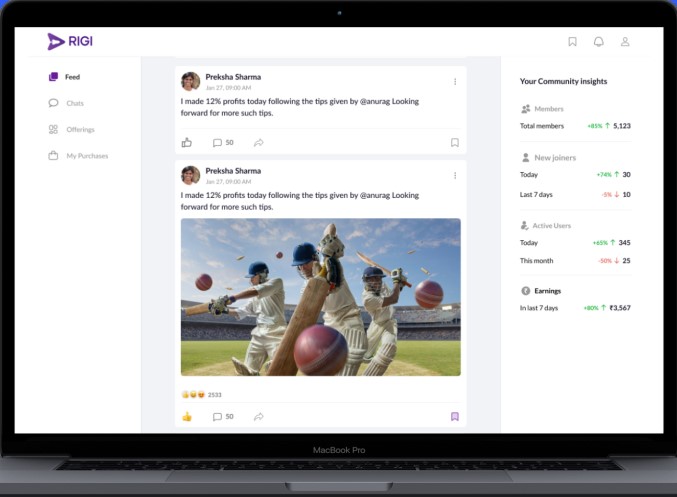 RIGI
Feed
Chats
Offerings
My Purchases
Preksha Sharma
Jan 27, 09:00 AM
I made 12% profits today following the tips given by @anurag Looking
forward for more such tips.
50
Preksha Sharma
Jan 27, 09:00 AM
I made 12% profits today following the tips given by @anurag Looking
forward for more such tips.
2533
50
Your Community insights
Members
Total members +85% ↑ 5,123
New joiners
Today +74% ↑ 30
Last 7 days -5% ↓ 10
Active Users
Today +65% ↑ 345
This month -50% ↓ 25
₹ Earnings
In last 7 days +80% ↑ ₹3,567
MacBook Pro